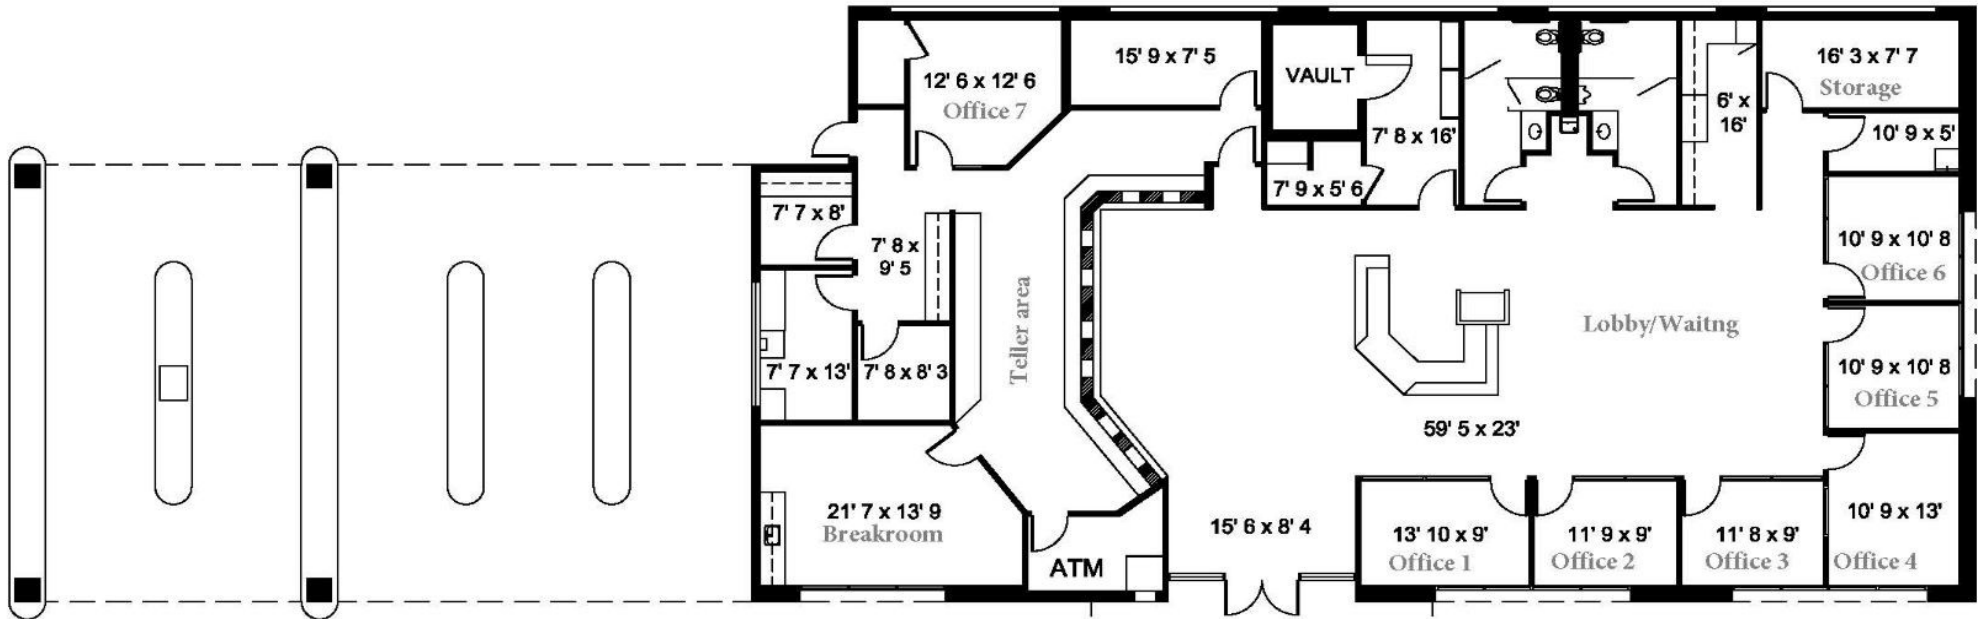 15' 9 x 7' 5
VAULT
16' 3 x 7' 7
Storage
12' 6 x 12' 6
Office 7
6' x
16'
7' 8 x 16'
10' 9 x 5'
7' 9 x 5' 6
7' 7 x 8'
7' 8 x
9' 5
10' 9 x 10' 8
Office 6
Teller area
Lobby/Waitng
7' 7 x 13'
7' 8 x 8' 3
10' 9 x 10' 8
Office 5
59' 5 x 23'
21' 7 x 13' 9
Breakroom
ATM
15' 6 x 8' 4
13' 10 x 9'
Office 1
11' 9 x 9'
Office 2
11' 8 x 9'
Office 3
10' 9 x 13'
Office 4